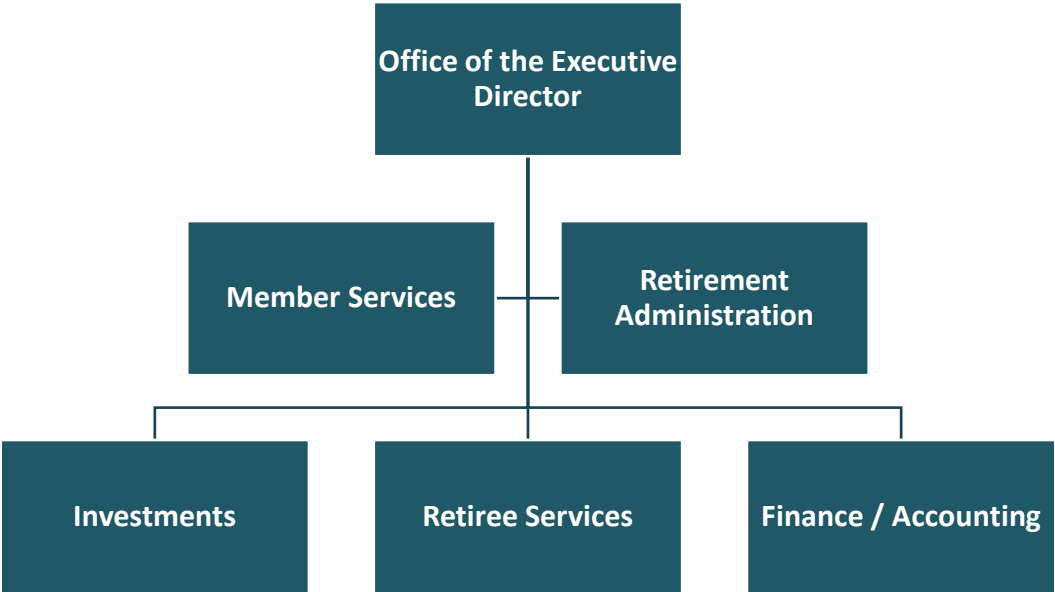 Office of the Executive
Director
Member Services
Retirement
Administration
Investments
Retiree Services
Finance / Accounting